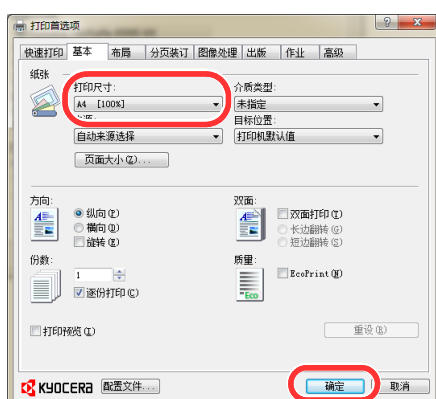 打印首选项
快速打印 基本 布局 分页装订 图像处理 出版 作业 高级
纸张
打印尺寸: 介质类型:
A4 [100%] 未指定
目标位置:
自动来源选择 打印机默认值
页面大小(Z)...
方向: 双面:
纵向(P) 双面打印(T)
横向(D) 长边翻转(G)
旋转(R) 短边翻转(S)
份数: 质量:
1 EcoPrint(H)
逐份打印(C) Eco
打印预览(I) 重设(R)
KYOCERA 配置文件... 确定 取消